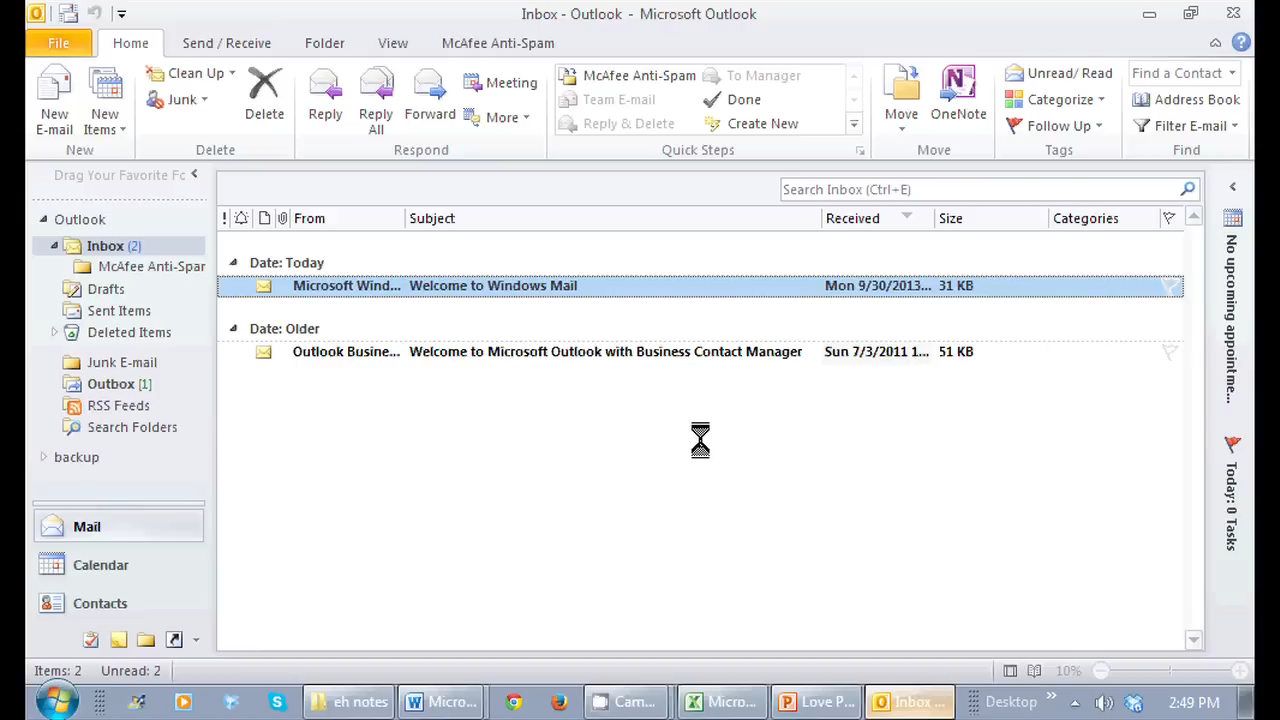 Inbox - Outlook - Microsoft Outlook
File Home Send / Receive Folder View McAfee Anti-Spam
New E-mail
New Items
New
Clean Up
Junk
Delete
Delete
Reply
Reply All
Forward
Meeting
More
Respond
McAfee Anti-Spam
To Manager
Team E-mail
Done
Reply & Delete
Create New
Quick Steps
Move
OneNote
Move
Unread/ Read
Categorize
Follow Up
Tags
Find a Contact
Address Book
Filter E-mail
Find
Drag Your Favorite Fc
Outlook
Inbox (2)
McAfee Anti-Spar
Drafts
Sent Items
Deleted Items
Junk E-mail
Outbox [1]
RSS Feeds
Search Folders
backup
Mail
Calendar
Contacts
Search Inbox (Ctrl+E)
! From Subject Received Size Categories
Date: Today
Microsoft Wind... Welcome to Windows Mail Mon 9/30/2013... 31 KB
Date: Older
Outlook Busine... Welcome to Microsoft Outlook with Business Contact Manager Sun 7/3/2011 1... 51 KB
No upcoming appointme...
Today: 0 Tasks
Items: 2 Unread: 2
10%
eh notes
Micro...
Cam...
Micro...
Love P...
Inbox ...
Desktop
2:49 PM